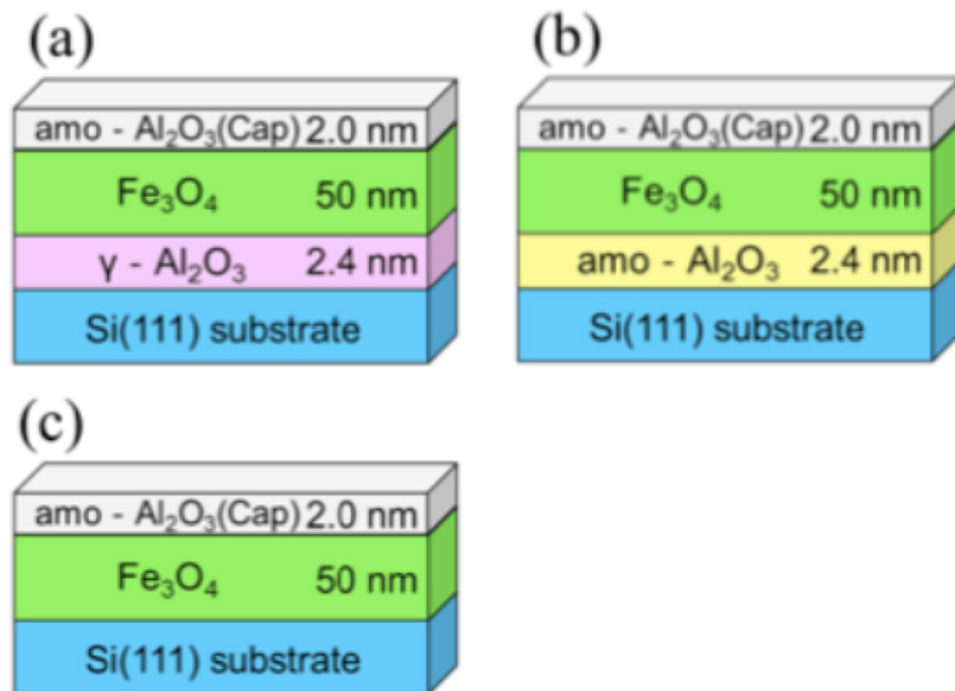 (a)
amo - Al₂O₃(Cap) 2.0 nm
Fe₃O₄ 50 nm
γ - Al₂O₃ 2.4 nm
Si(111) substrate
(b)
amo - Al₂O₃(Cap) 2.0 nm
Fe₃O₄ 50 nm
amo - Al₂O₃ 2.4 nm
Si(111) substrate
(c)
amo - Al₂O₃(Cap) 2.0 nm
Fe₃O₄ 50 nm
Si(111) substrate